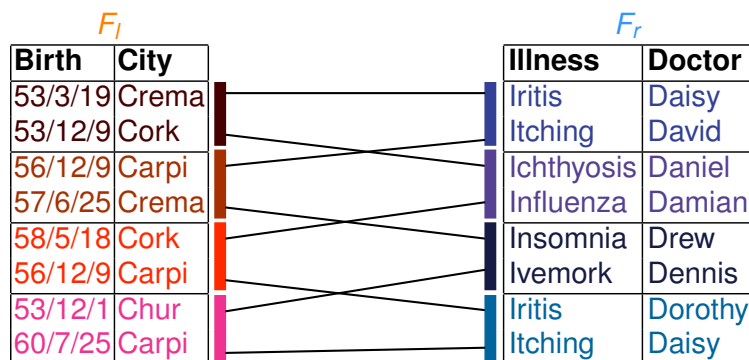 F_l F_r
Birth City Illness Doctor
53/3/19 Crema Iritis Daisy
53/12/9 Cork Itching David
56/12/9 Carpi Ichthyosis Daniel
57/6/25 Crema Influenza Damian
58/5/18 Cork Insomnia Drew
56/12/9 Carpi Ivemork Dennis
53/12/1 Chur Iritis Dorothy
60/7/25 Carpi Itching Daisy